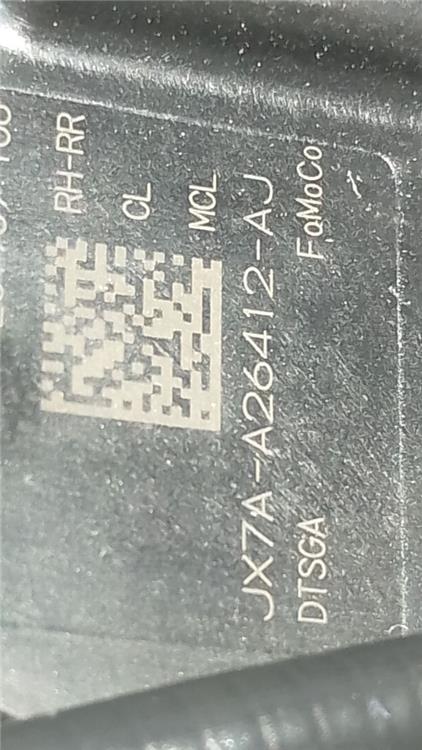 RH-RR
CL
MCL
JX7A-A26412-AJ
DTSGA FoMoCo